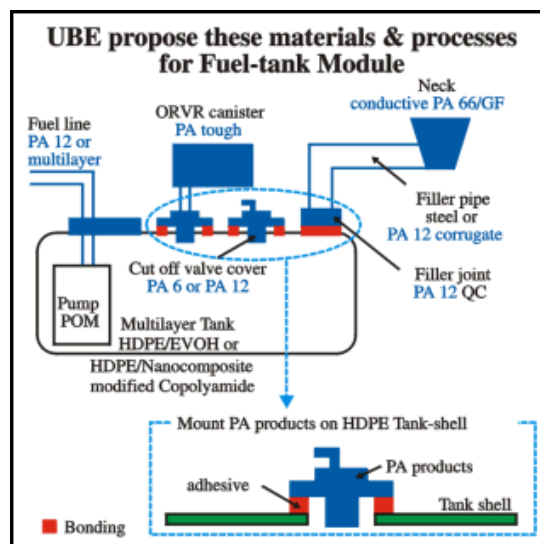 UBE propose these materials & processes
for Fuel-tank Module
Neck
conductive PA 66/GF
ORVR canister
PA tough
Fuel line
PA 12 or
multilayer
Filler pipe
steel or
PA 12 corrugate
Cut off valve cover
PA 6 or PA 12
Filler joint
PA 12 QC
Pump
POM
Multilayer Tank
HDPE/EVOH or
HDPE/Nanocomposite
modified Copolyamide
Mount PA products on HDPE Tank-shell
PA products
adhesive
Tank shell
Bonding